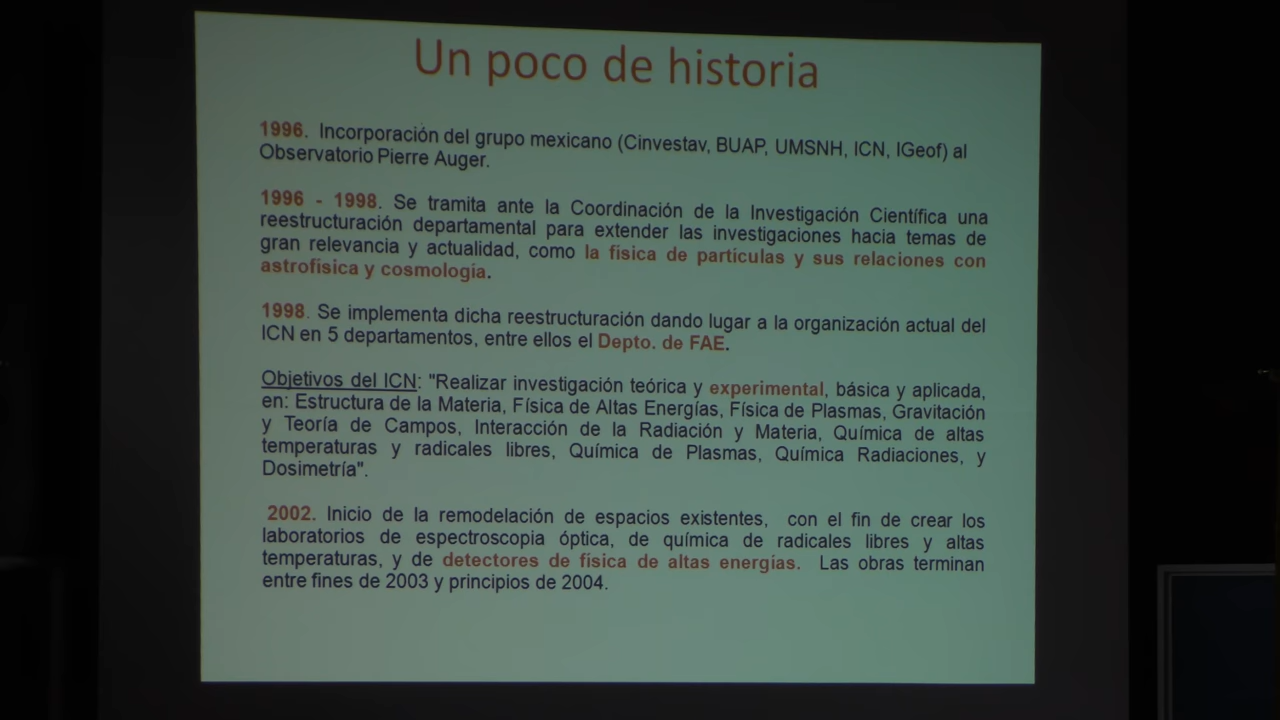 Un poco de historia
1996. Incorporación del grupo mexicano (Cinvestav, BUAP, UMSNH, ICN, IGeof) al
Observatorio Pierre Auger.
1996 - 1998. Se tramita ante la Coordinación de la Investigación Científica una
reestructuración departamental para extender las investigaciones hacia temas de
gran relevancia y actualidad, como la física de partículas y sus relaciones con
astrofísica y cosmología.
1998. Se implementa dicha reestructuración dando lugar a la organización actual del
ICN en 5 departamentos, entre ellos el Depto. de FAE.
Objetivos del ICN: "Realizar investigación teórica y experimental, básica y aplicada,
en: Estructura de la Materia, Física de Altas Energías, Física de Plasmas, Gravitación
y Teoría de Campos, Interacción de la Radiación y Materia, Química de altas
temperaturas y radicales libres, Química de Plasmas, Química Radiaciones, y
Dosimetría".
2002. Inicio de la remodelación de espacios existentes, con el fin de crear los
laboratorios de espectroscopia óptica, de química de radicales libres y altas
temperaturas, y de detectores de física de altas energías. Las obras terminan
entre fines de 2003 y principios de 2004.